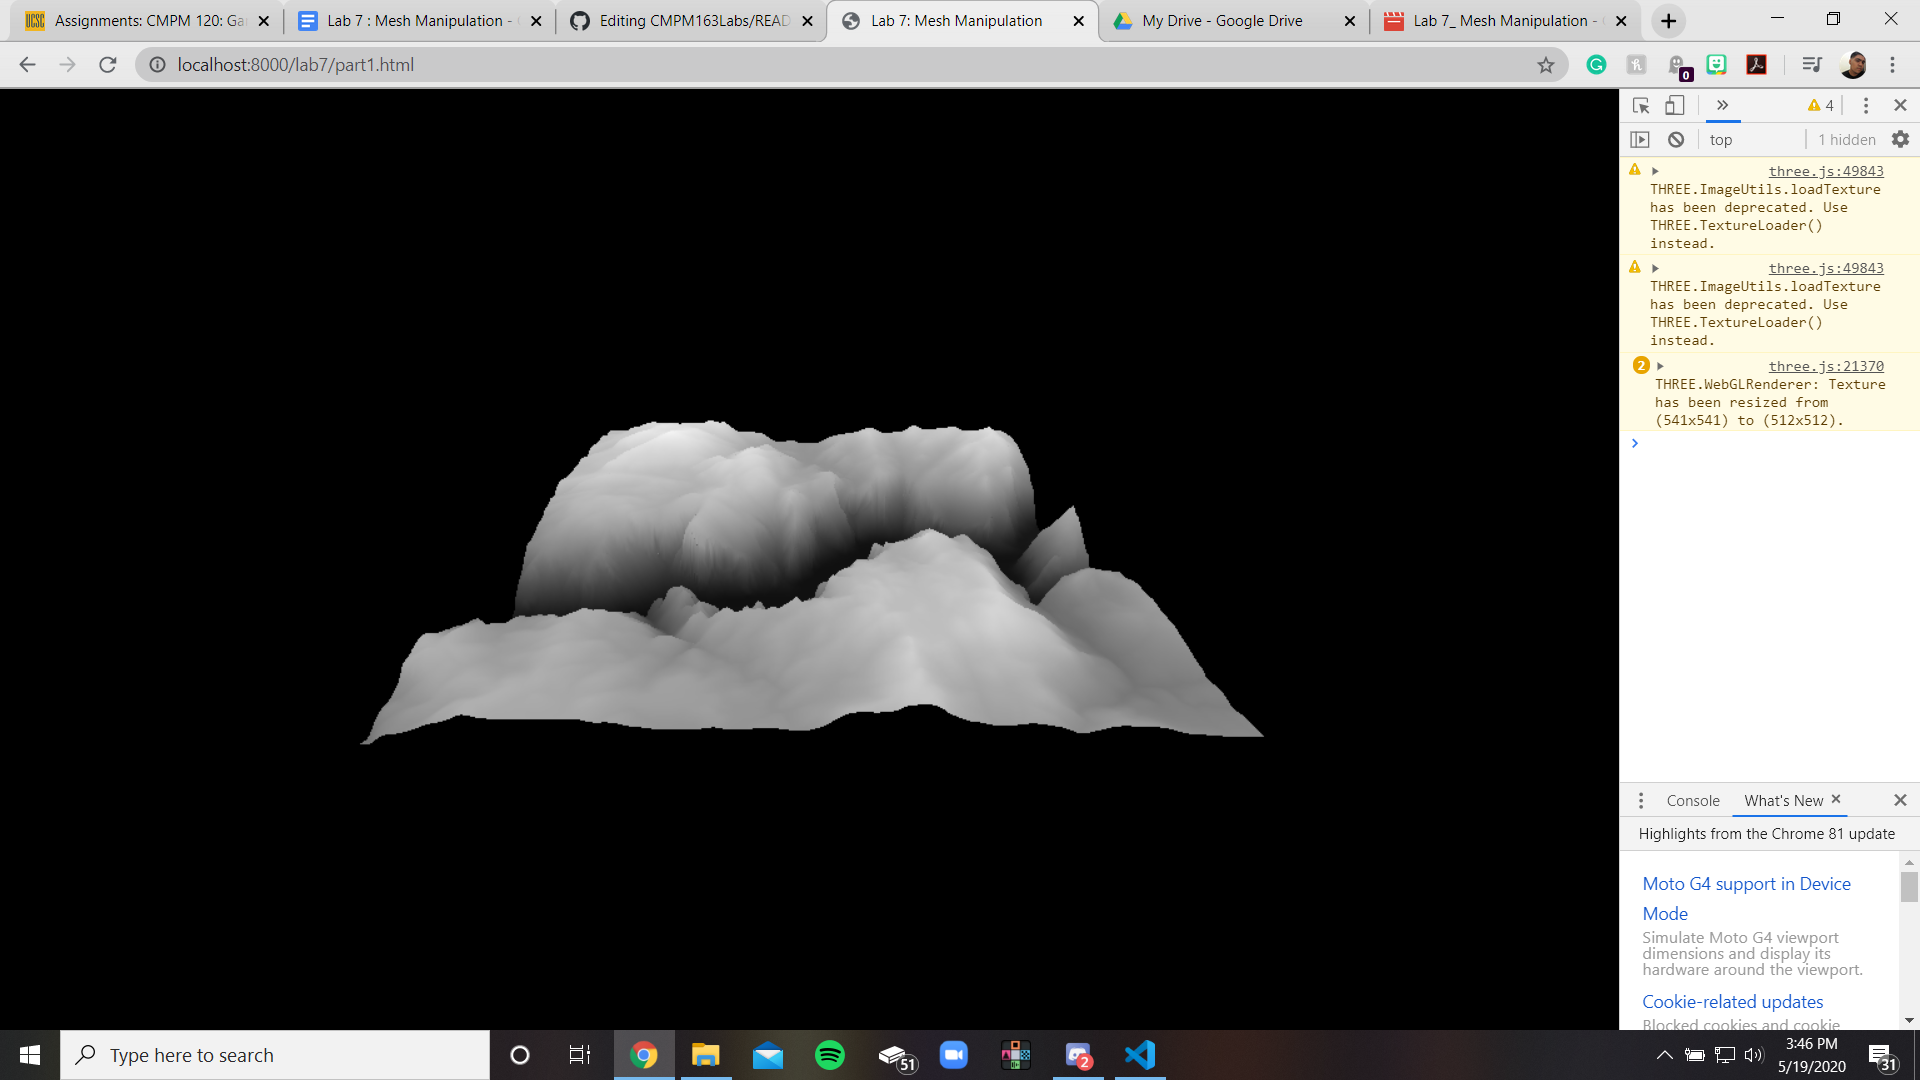 UCSC Assignments: CMPM 120: Ga
Lab 7 : Mesh Manipulation -
Editing CMPM163Labs/READ
Lab 7: Mesh Manipulation
My Drive - Google Drive
Lab 7_ Mesh Manipulation -
localhost:8000/lab7/part1.html
0
4
top
1 hidden
three.js:49843
THREE.ImageUtils.loadTexture
has been deprecated. Use
THREE.TextureLoader()
instead.
three.js:49843
THREE.ImageUtils.loadTexture
has been deprecated. Use
THREE.TextureLoader()
instead.
2
three.js:21370
THREE.WebGLRenderer: Texture
has been resized from
(541x541) to (512x512).
Console
What's New
Highlights from the Chrome 81 update
Moto G4 support in Device
Mode
Simulate Moto G4 viewport
dimensions and display its
hardware around the viewport.
Cookie-related updates
Blocked cookies and cookie
Type here to search
51
2
3:46 PM
5/19/2020
31